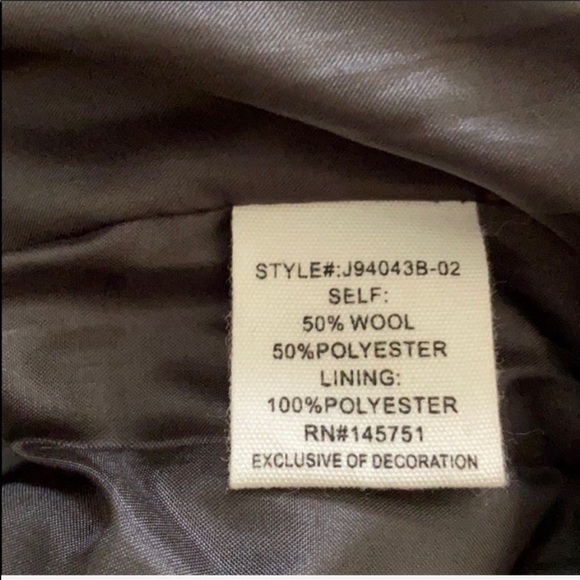 STYLE#:J94043B-02
SELF:
50% WOOL
50%POLYESTER
LINING:
100%POLYESTER
RN#145751
EXCLUSIVE OF DECORATION